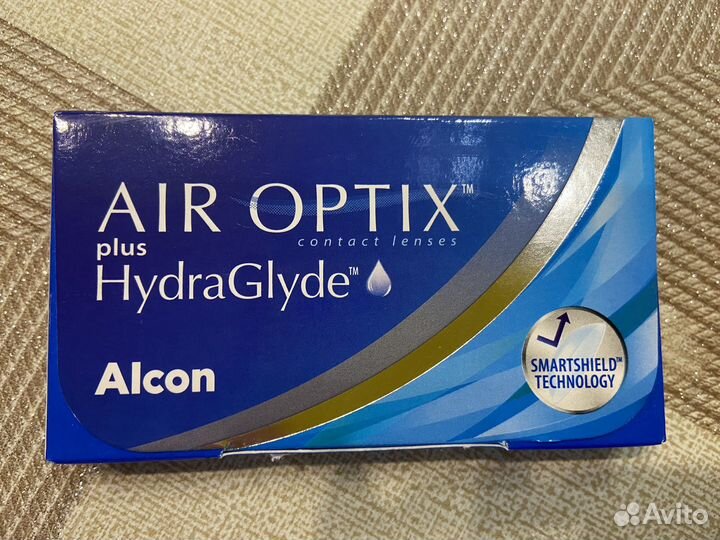 AIR OPTIX™
contact lenses
plus
HydraGlyde™
Alcon
SMARTSHIELD™
TECHNOLOGY
Avito